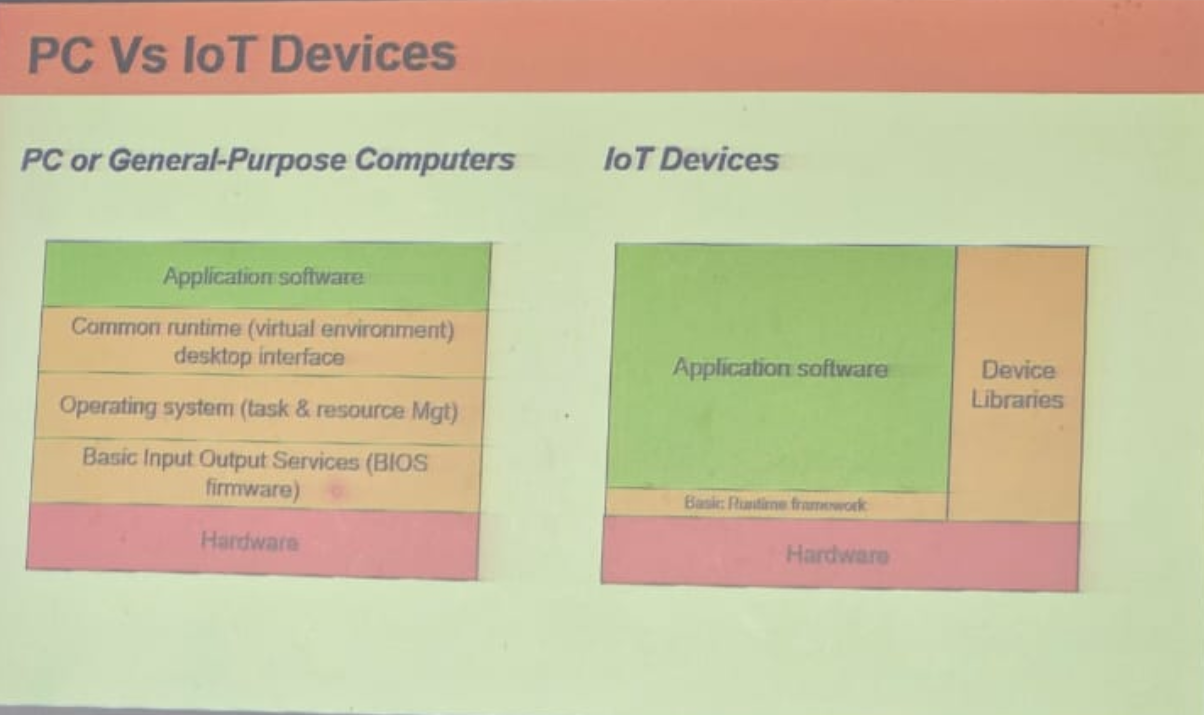 PC Vs IoT Devices
PC or General-Purpose Computers
IoT Devices
Application software
Common runtime (virtual environment)
desktop interface
Operating system (task & resource Mgt)
Basic Input Output Services (BIOS
firmware)
Hardware
Application software
Device
Libraries
Basic Runtime framework
Hardware